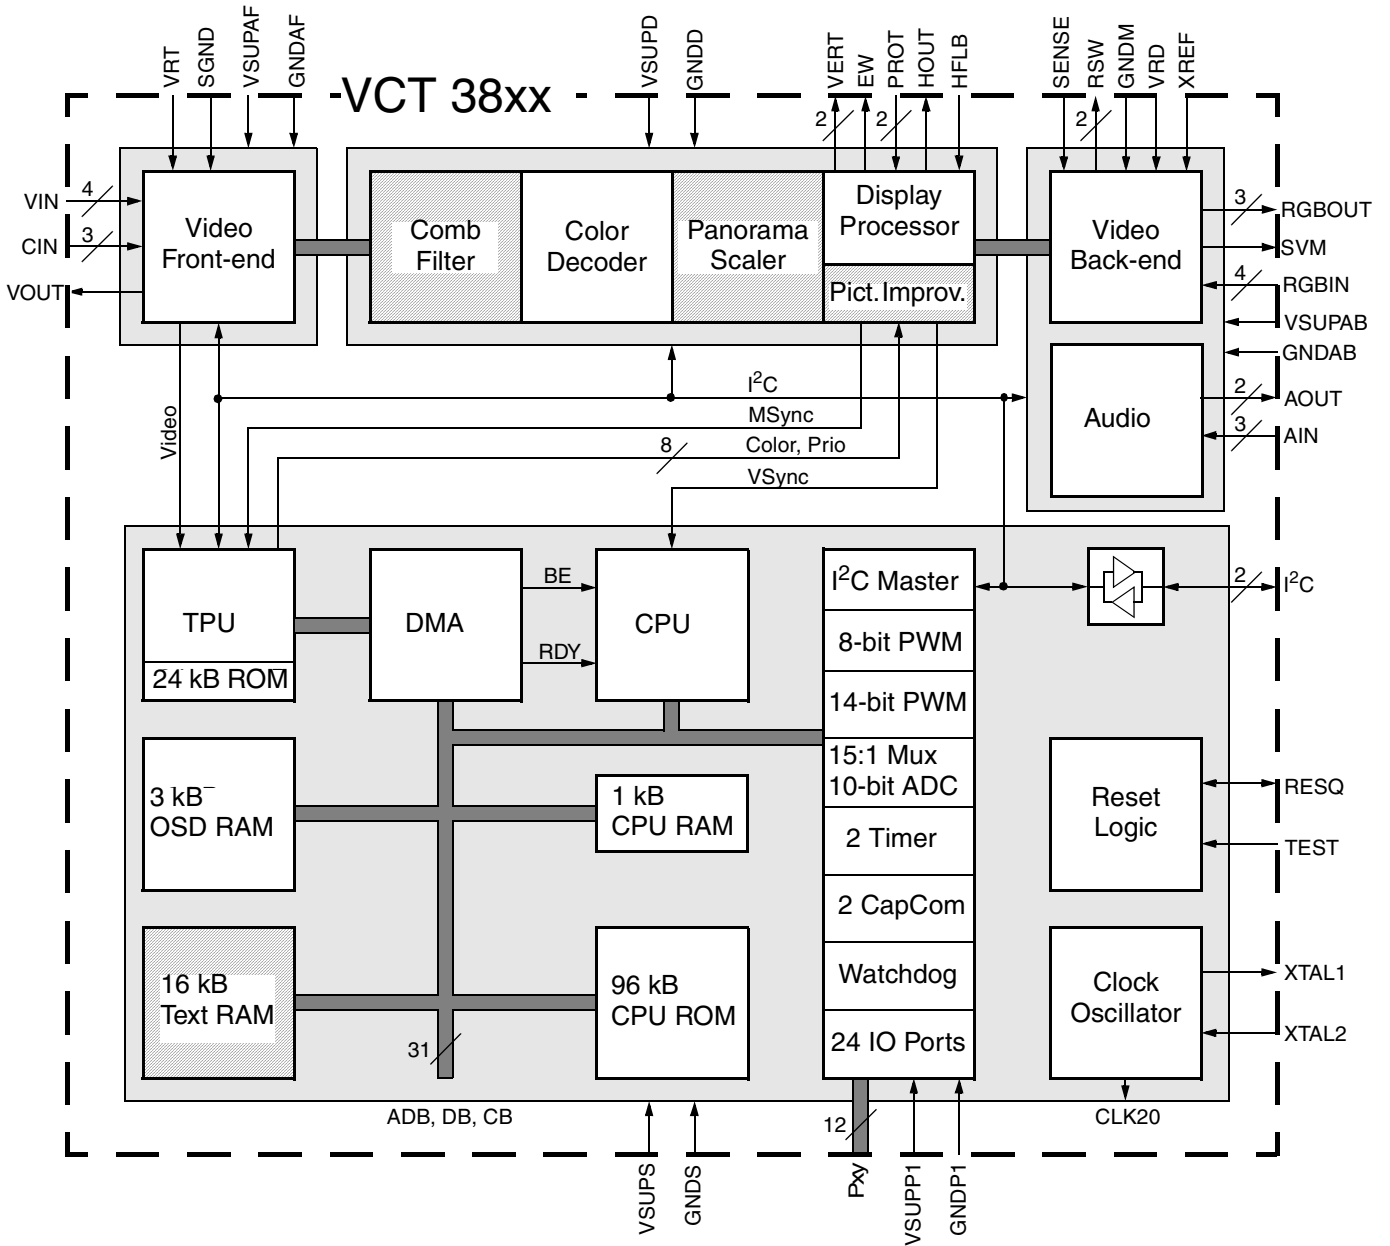 VRT
SGND
VSUPAF
GNDAF
VSUPD
GNDD
VERT
EW
PROT
HOUT
HFLB
SENSE
RSW
GNDM
VRD
XREF
VCT 38xx
2
2
2
VIN
4
CIN
3
VOUT
Video
Front-end
Comb
Filter
Color
Decoder
Panorama
Scaler
Display
Processor
Pict.Improv.
Video
Back-end
3
RGBOUT
SVM
4
RGBIN
VSUPAB
GNDAB
Audio
2
AOUT
3
AIN
Video
I²C
MSync
8
Color, Prio
VSync
TPU
24 kB ROM
DMA
BE
RDY
CPU
I²C Master
8-bit PWM
14-bit PWM
15:1 Mux
10-bit ADC
2 Timer
2 CapCom
Watchdog
24 IO Ports
2
I²C
3 kB
OSD RAM
1 kB
CPU RAM
Reset
Logic
RESQ
TEST
16 kB
Text RAM
96 kB
CPU ROM
Clock
Oscillator
XTAL1
XTAL2
31
ADB, DB, CB
12
CLK20
VSUPS
GNDS
Pxy
VSUPP1
GNDP1